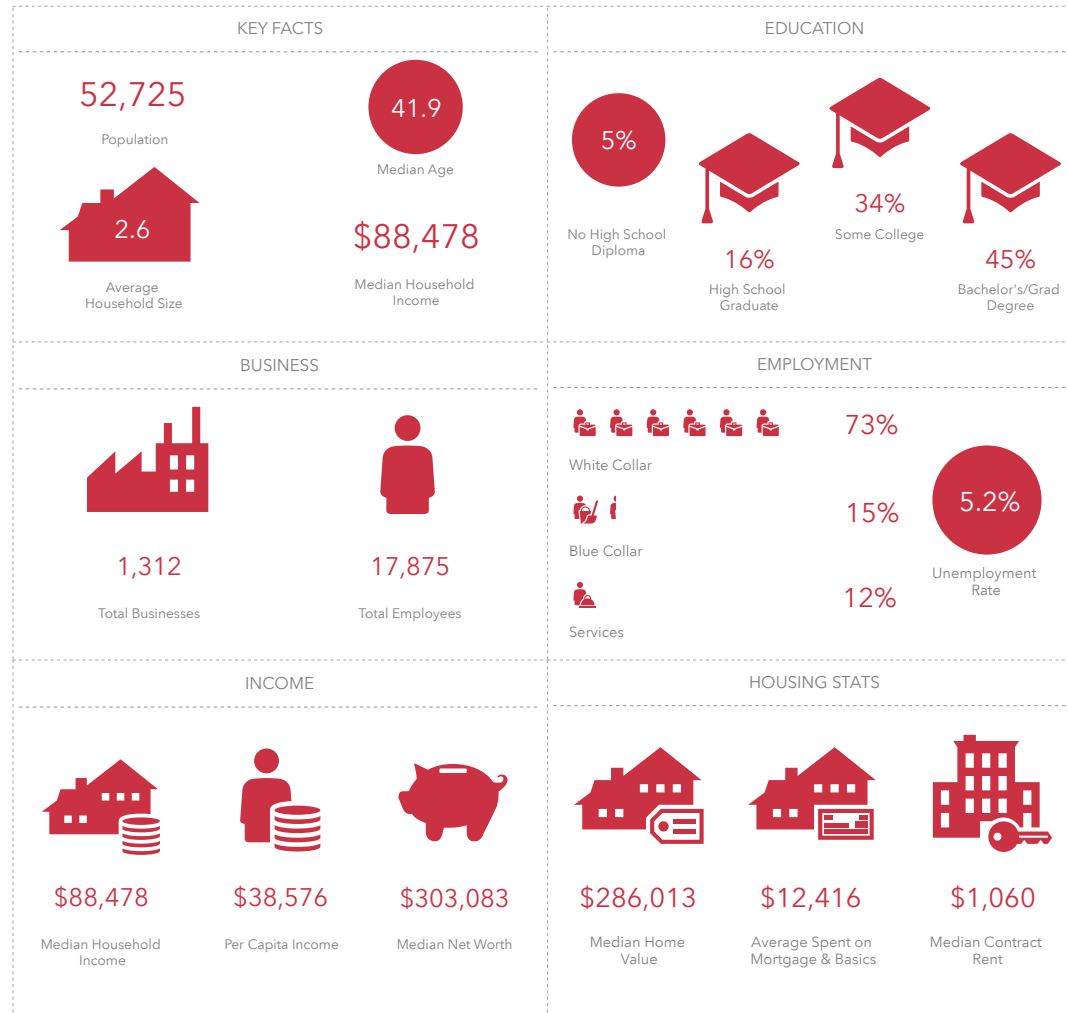 KEY FACTS
52,725
Population
41.9
Median Age
2.6
Average
Household Size
$88,478
Median Household
Income
EDUCATION
5%
No High School
Diploma
16%
High School
Graduate
34%
Some College
45%
Bachelor's/Grad
Degree
BUSINESS
1,312
Total Businesses
17,875
Total Employees
EMPLOYMENT
73%
White Collar
15%
Blue Collar
12%
Services
5.2%
Unemployment
Rate
INCOME
$88,478
Median Household
Income
$38,576
Per Capita Income
$303,083
Median Net Worth
HOUSING STATS
$286,013
Median Home
Value
$12,416
Average Spent on
Mortgage & Basics
$1,060
Median Contract
Rent